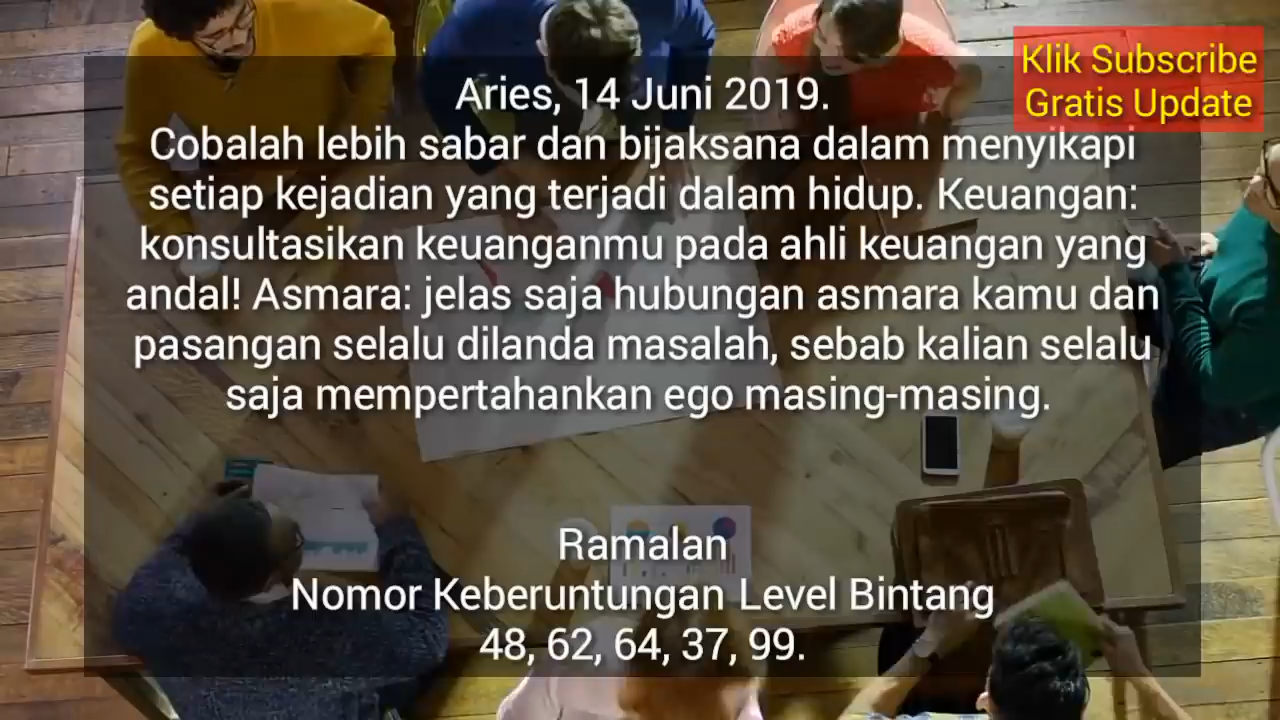 Klik Subscribe
Gratis Update
Aries, 14 Juni 2019.
Cobalah lebih sabar dan bijaksana dalam menyikapi
setiap kejadian yang terjadi dalam hidup. Keuangan:
konsultasikan keuanganmu pada ahli keuangan yang
andal! Asmara: jelas saja hubungan asmara kamu dan
pasangan selalu dilanda masalah, sebab kalian selalu
saja mempertahankan ego masing-masing.
Ramalan
Nomor Keberuntungan Level Bintang
48, 62, 64, 37, 99.